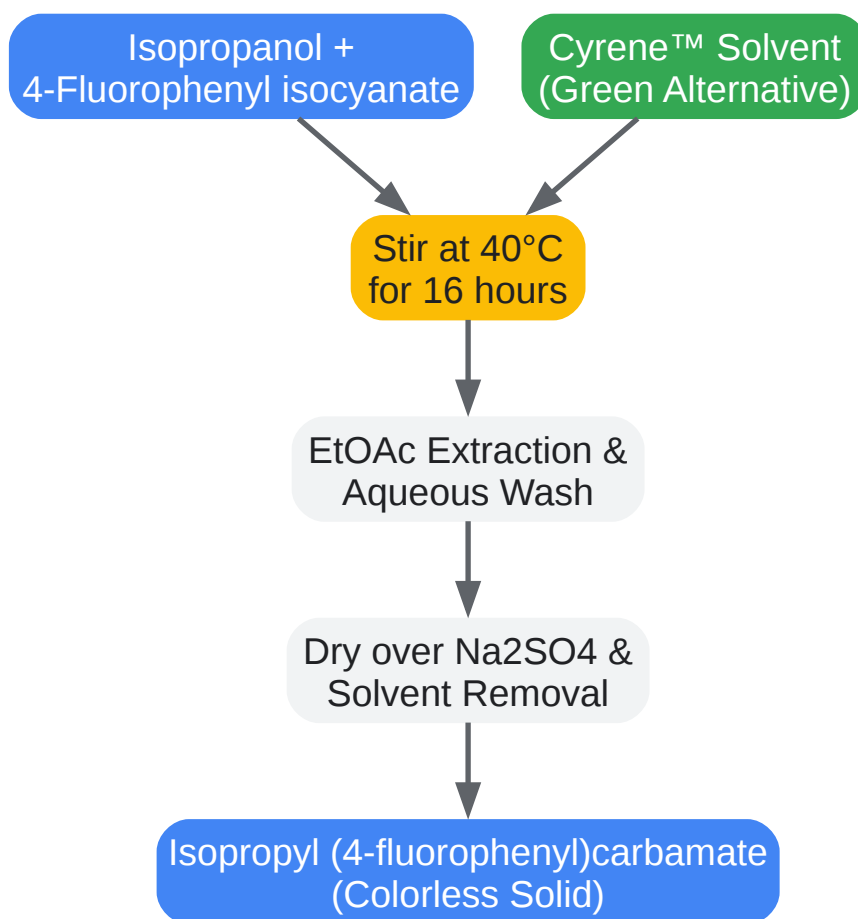 Isopropanol +
4-Fluorophenyl isocyanate
Cyrene™ Solvent
(Green Alternative)
Stir at 40°C
for 16 hours
EtOAc Extraction &
Aqueous Wash
Dry over Na2SO4 &
Solvent Removal
Isopropyl (4-fluorophenyl)carbamate
(Colorless Solid)